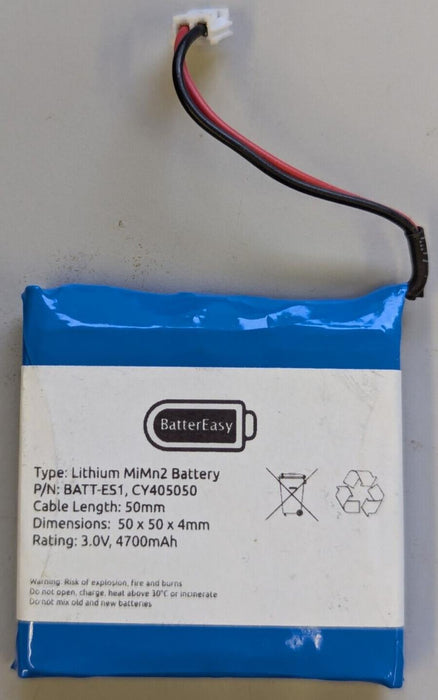 BatterEasy
Type: Lithium MiMn2 Battery
P/N: BATT-ES1, CY405050
Cable Length: 50mm
Dimensions: 50 x 50 x 4mm
Rating: 3.0V, 4700mAh
Warning: Risk of explosion, fire and burns
Do not open, charge, heat above 30°C or incinerate
Do not mix old and new batteries